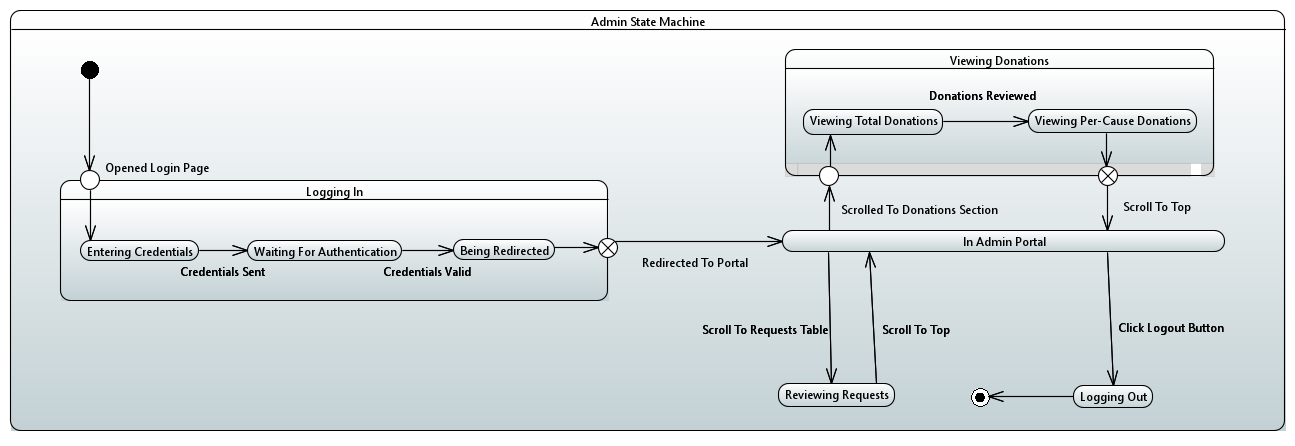 Admin State Machine
Viewing Donations
Donations Reviewed
Viewing Total Donations
Viewing Per-Cause Donations
Opened Login Page
Logging In
Scrolled To Donations Section
Scroll To Top
Entering Credentials
Waiting For Authentication
Being Redirected
In Admin Portal
Credentials Sent
Credentials Valid
Redirected To Portal
Scroll To Requests Table
Scroll To Top
Click Logout Button
Reviewing Requests
Logging Out